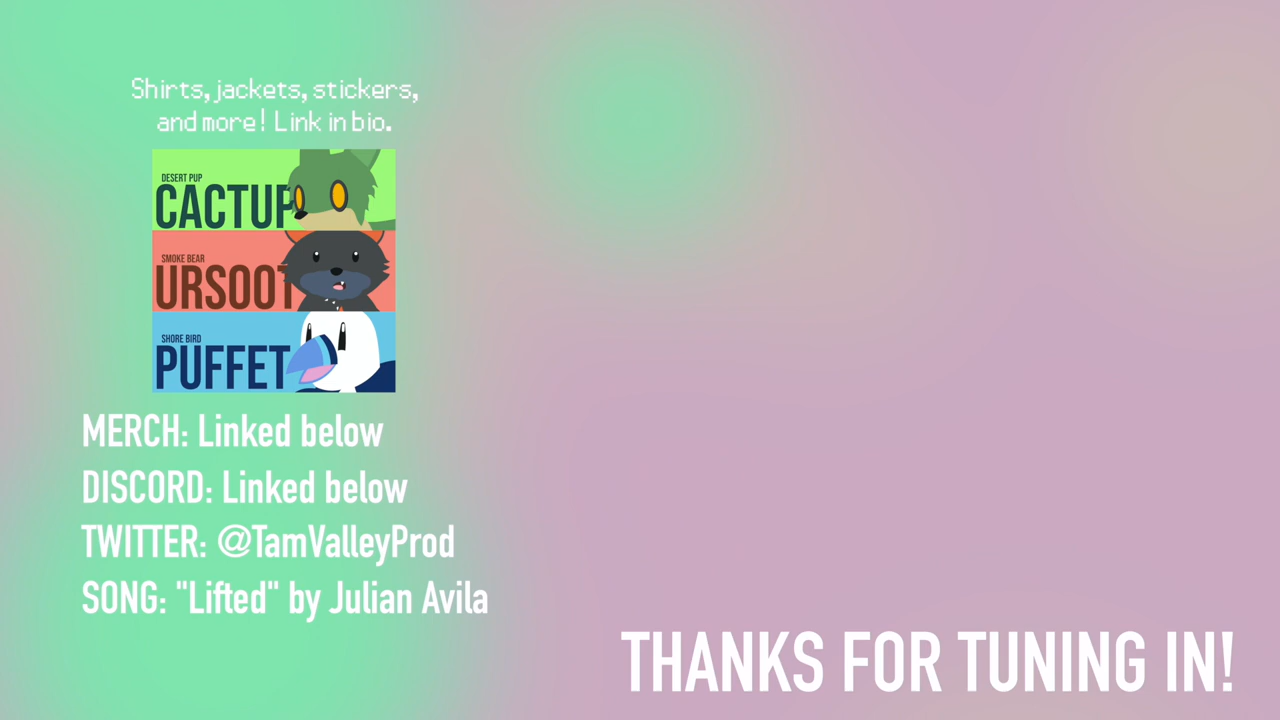 Shirts, jackets, stickers,
and more! Link in bio.
DESERT PUP
CACTUP
SMOKE BEAR
URSOOT
SHORE BIRD
PUFFET
MERCH: Linked below
DISCORD: Linked below
TWITTER: @TamValleyProd
SONG: "Lifted" by Julian Avila
THANKS FOR TUNING IN!